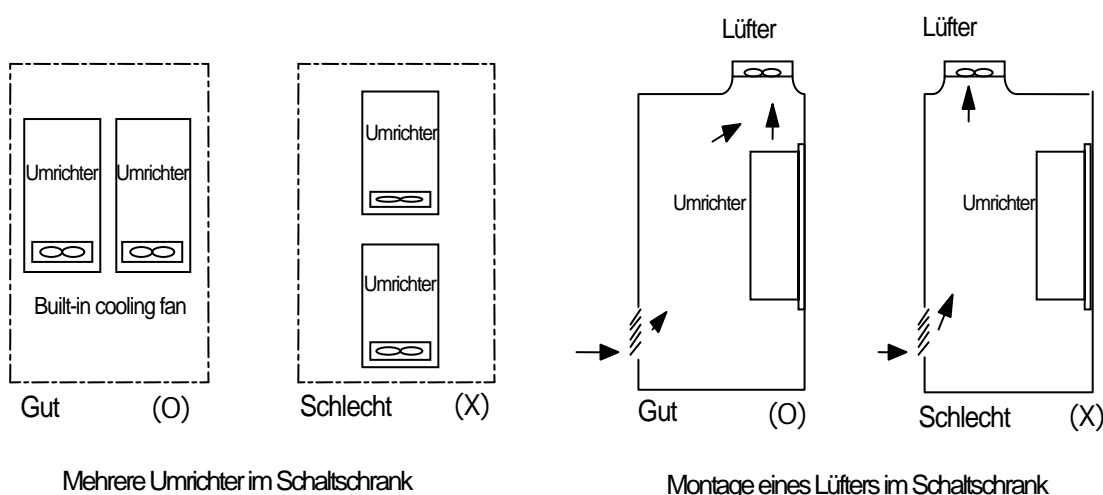 Lüfter
Lüfter
Umrichter
Umrichter
Umrichter
Umrichter
Umrichter
Umrichter
Built-in cooling fan
Gut (O)
Schlecht (X)
Gut (O)
Schlecht (X)
Mehrere Umrichter im Schaltschrank
Montage eines Lüfters im Schaltschrank